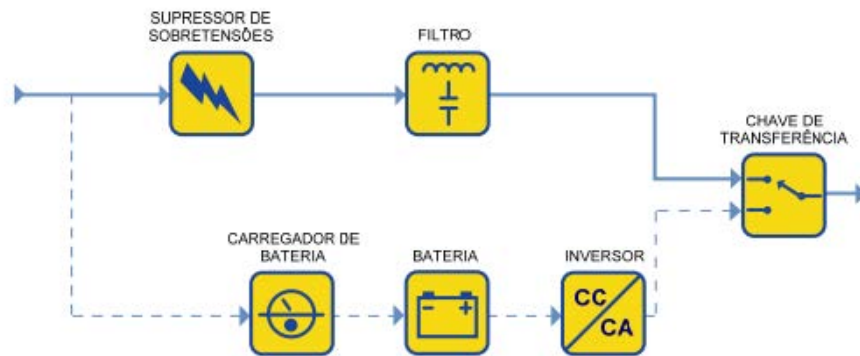 SUPRESSOR DE
SOBRETENSÕES
FILTRO
CHAVE DE
TRANSFERÊNCIA
CARREGADOR DE
BATERIA
BATERIA
INVERSOR
CC
CA